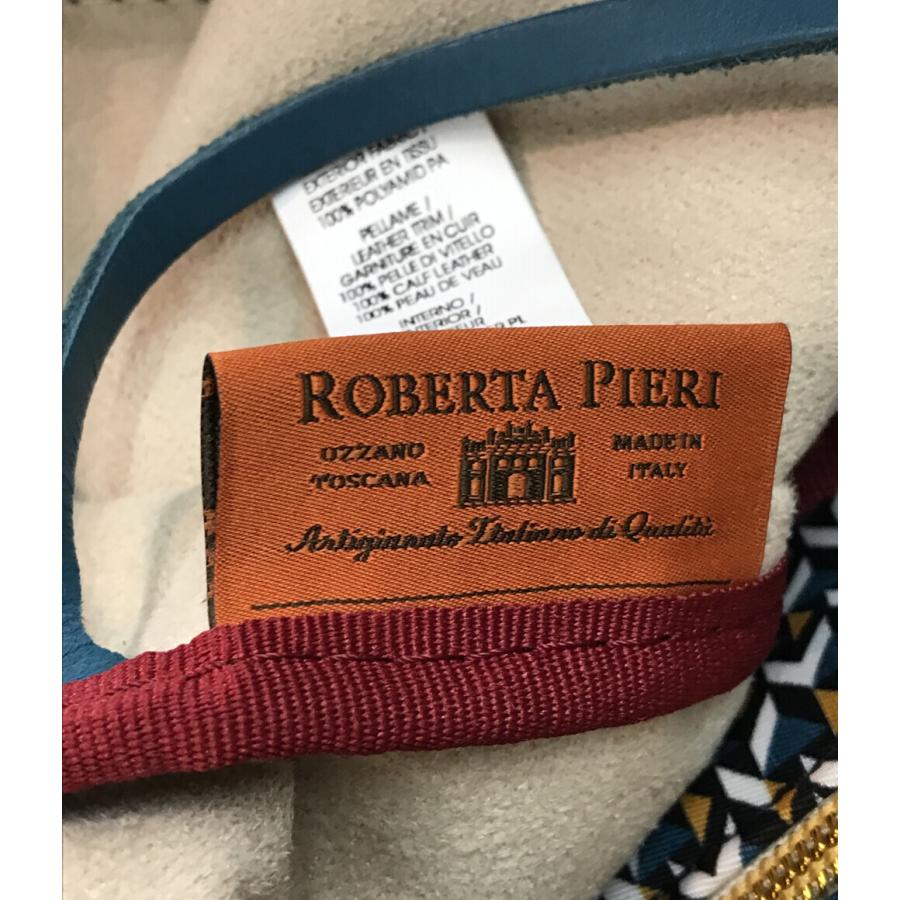 EXTERIOR FABRIC /
EXTERIEUR EN TISSU
100% POLYAMID PA
PELLAME /
LEATHER TRIM /
GARNITURE EN CUIR
100% PELLE DI VITELLO
100% CALF LEATHER
100% PEAU DE VEAU
INTERNO /
ROBERTA PIERI
OZZANO
TOSCANA
MADE IN
ITALY
Artigianato Italiano di Qualità